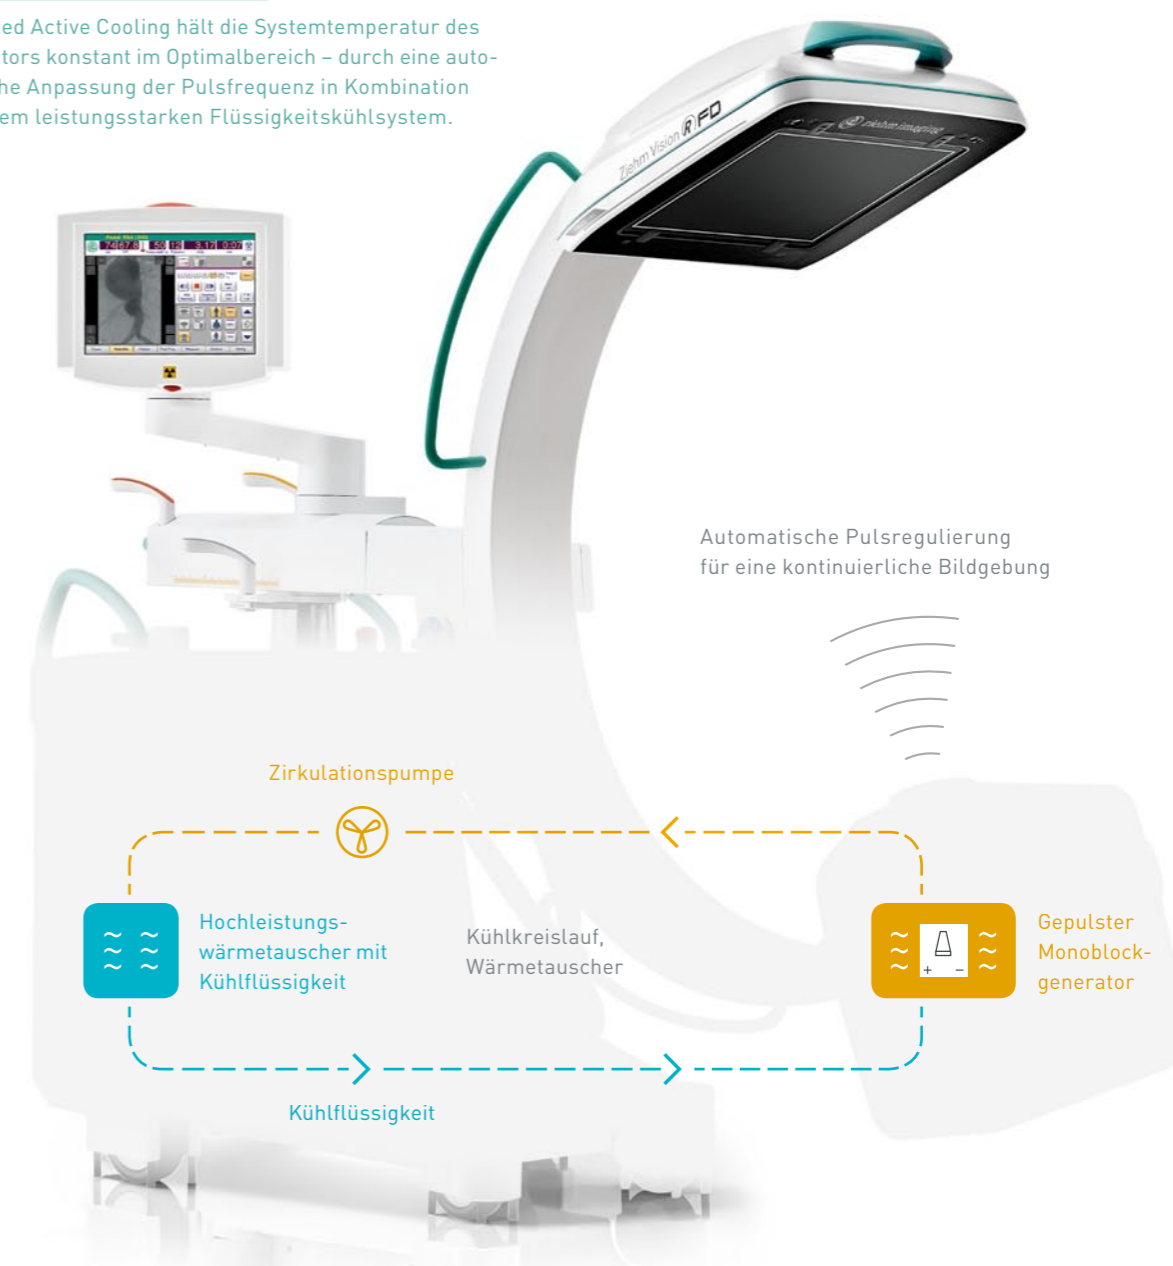 ed Active Cooling hält die Systemtemperatur des
tors konstant im Optimalbereich – durch eine auto-
he Anpassung der Pulsfrequenz in Kombination
em leistungsstarken Flüssigkeitskühlsystem.
Ziehm Vision RFD
ziehm imaging
Automatische Pulsregulierung
für eine kontinuierliche Bildgebung
Zirkulationspumpe
Hochleistungs-
wärmetauscher mit
Kühlflüssigkeit
Kühlkreislauf,
Wärmetauscher
+ –
Gepulster
Monoblock-
generator
Kühlflüssigkeit